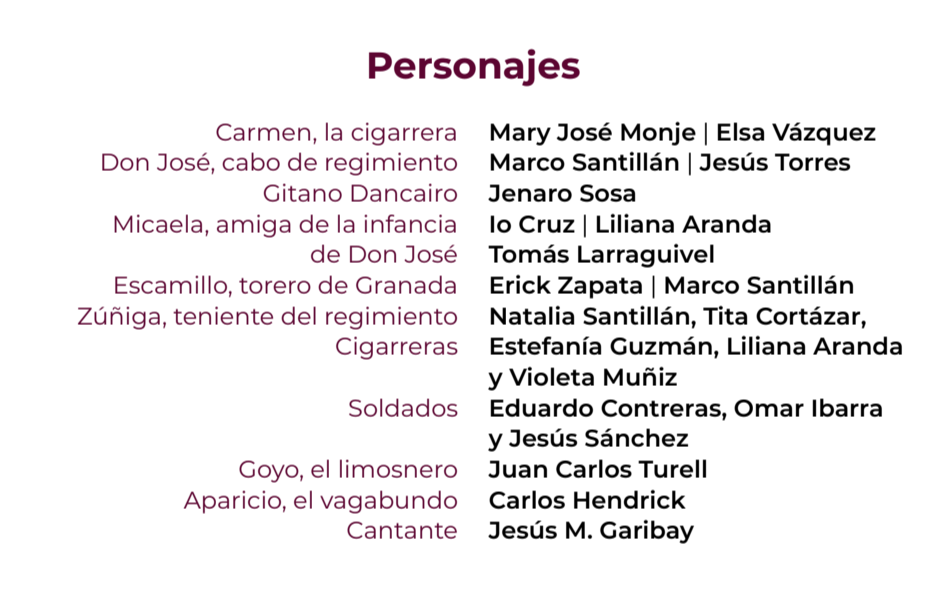 Personajes
Carmen, la cigarrera Mary José Monje | Elsa Vázquez
Don José, cabo de regimiento Marco Santillán | Jesús Torres
Gitano Dancairo Jenaro Sosa
Micaela, amiga de la infancia Io Cruz | Liliana Aranda
de Don José Tomás Larraguivel
Escamillo, torero de Granada Erick Zapata | Marco Santillán
Zúñiga, teniente del regimiento Natalia Santillán, Tita Cortázar,
Cigarreras Estefanía Guzmán, Liliana Aranda
y Violeta Muñiz
Soldados Eduardo Contreras, Omar Ibarra
y Jesús Sánchez
Goyo, el limosnero Juan Carlos Turell
Aparicio, el vagabundo Carlos Hendrick
Cantante Jesús M. Garibay